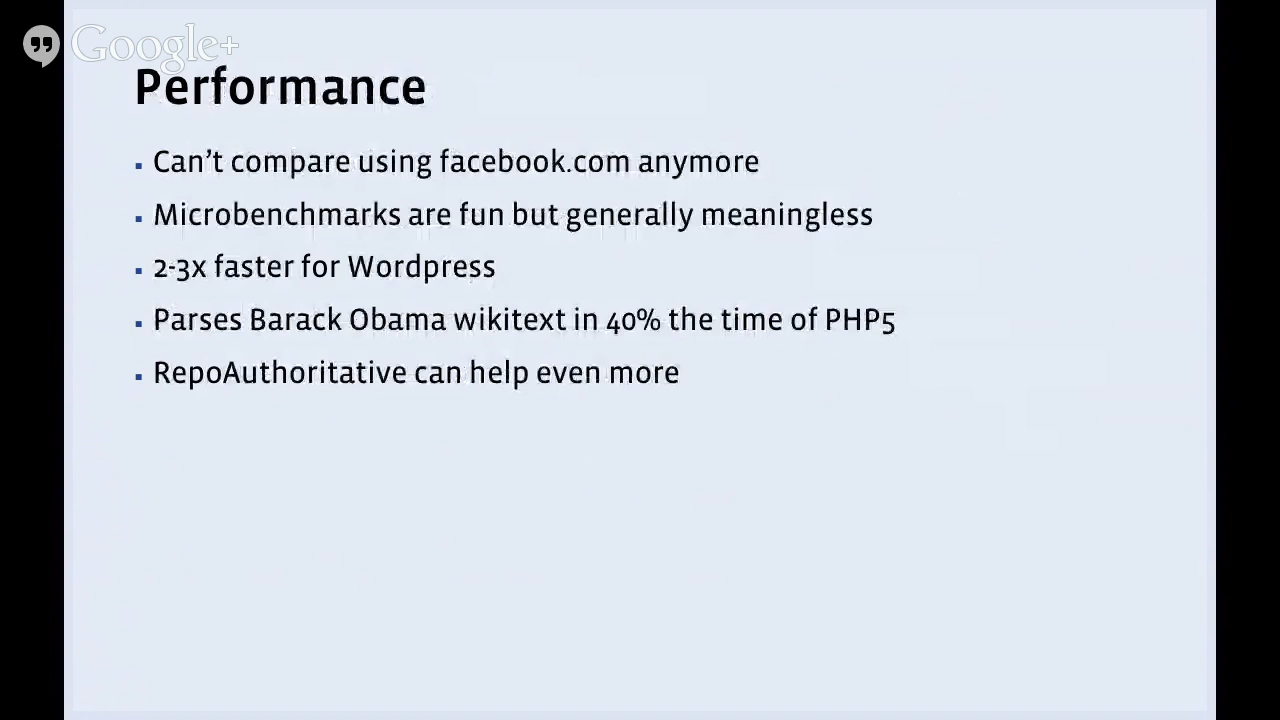 Google+
Performance
Can't compare using facebook.com anymore
Microbenchmarks are fun but generally meaningless
2-3x faster for Wordpress
Parses Barack Obama wikitext in 40% the time of PHP5
RepoAuthoritative can help even more